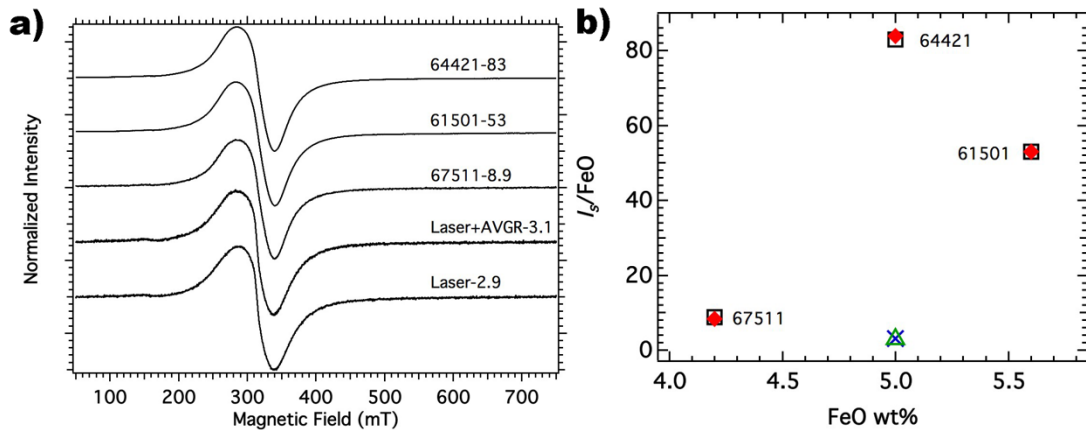 a)
Normalized Intensity
64421-83
61501-53
67511-8.9
Laser+AVGR-3.1
Laser-2.9
100 200 300 400 500 600 700
Magnetic Field (mT)
b)
Is/FeO
80
60
40
20
0
64421
61501
67511
4.0 4.5 5.0 5.5
FeO wt%